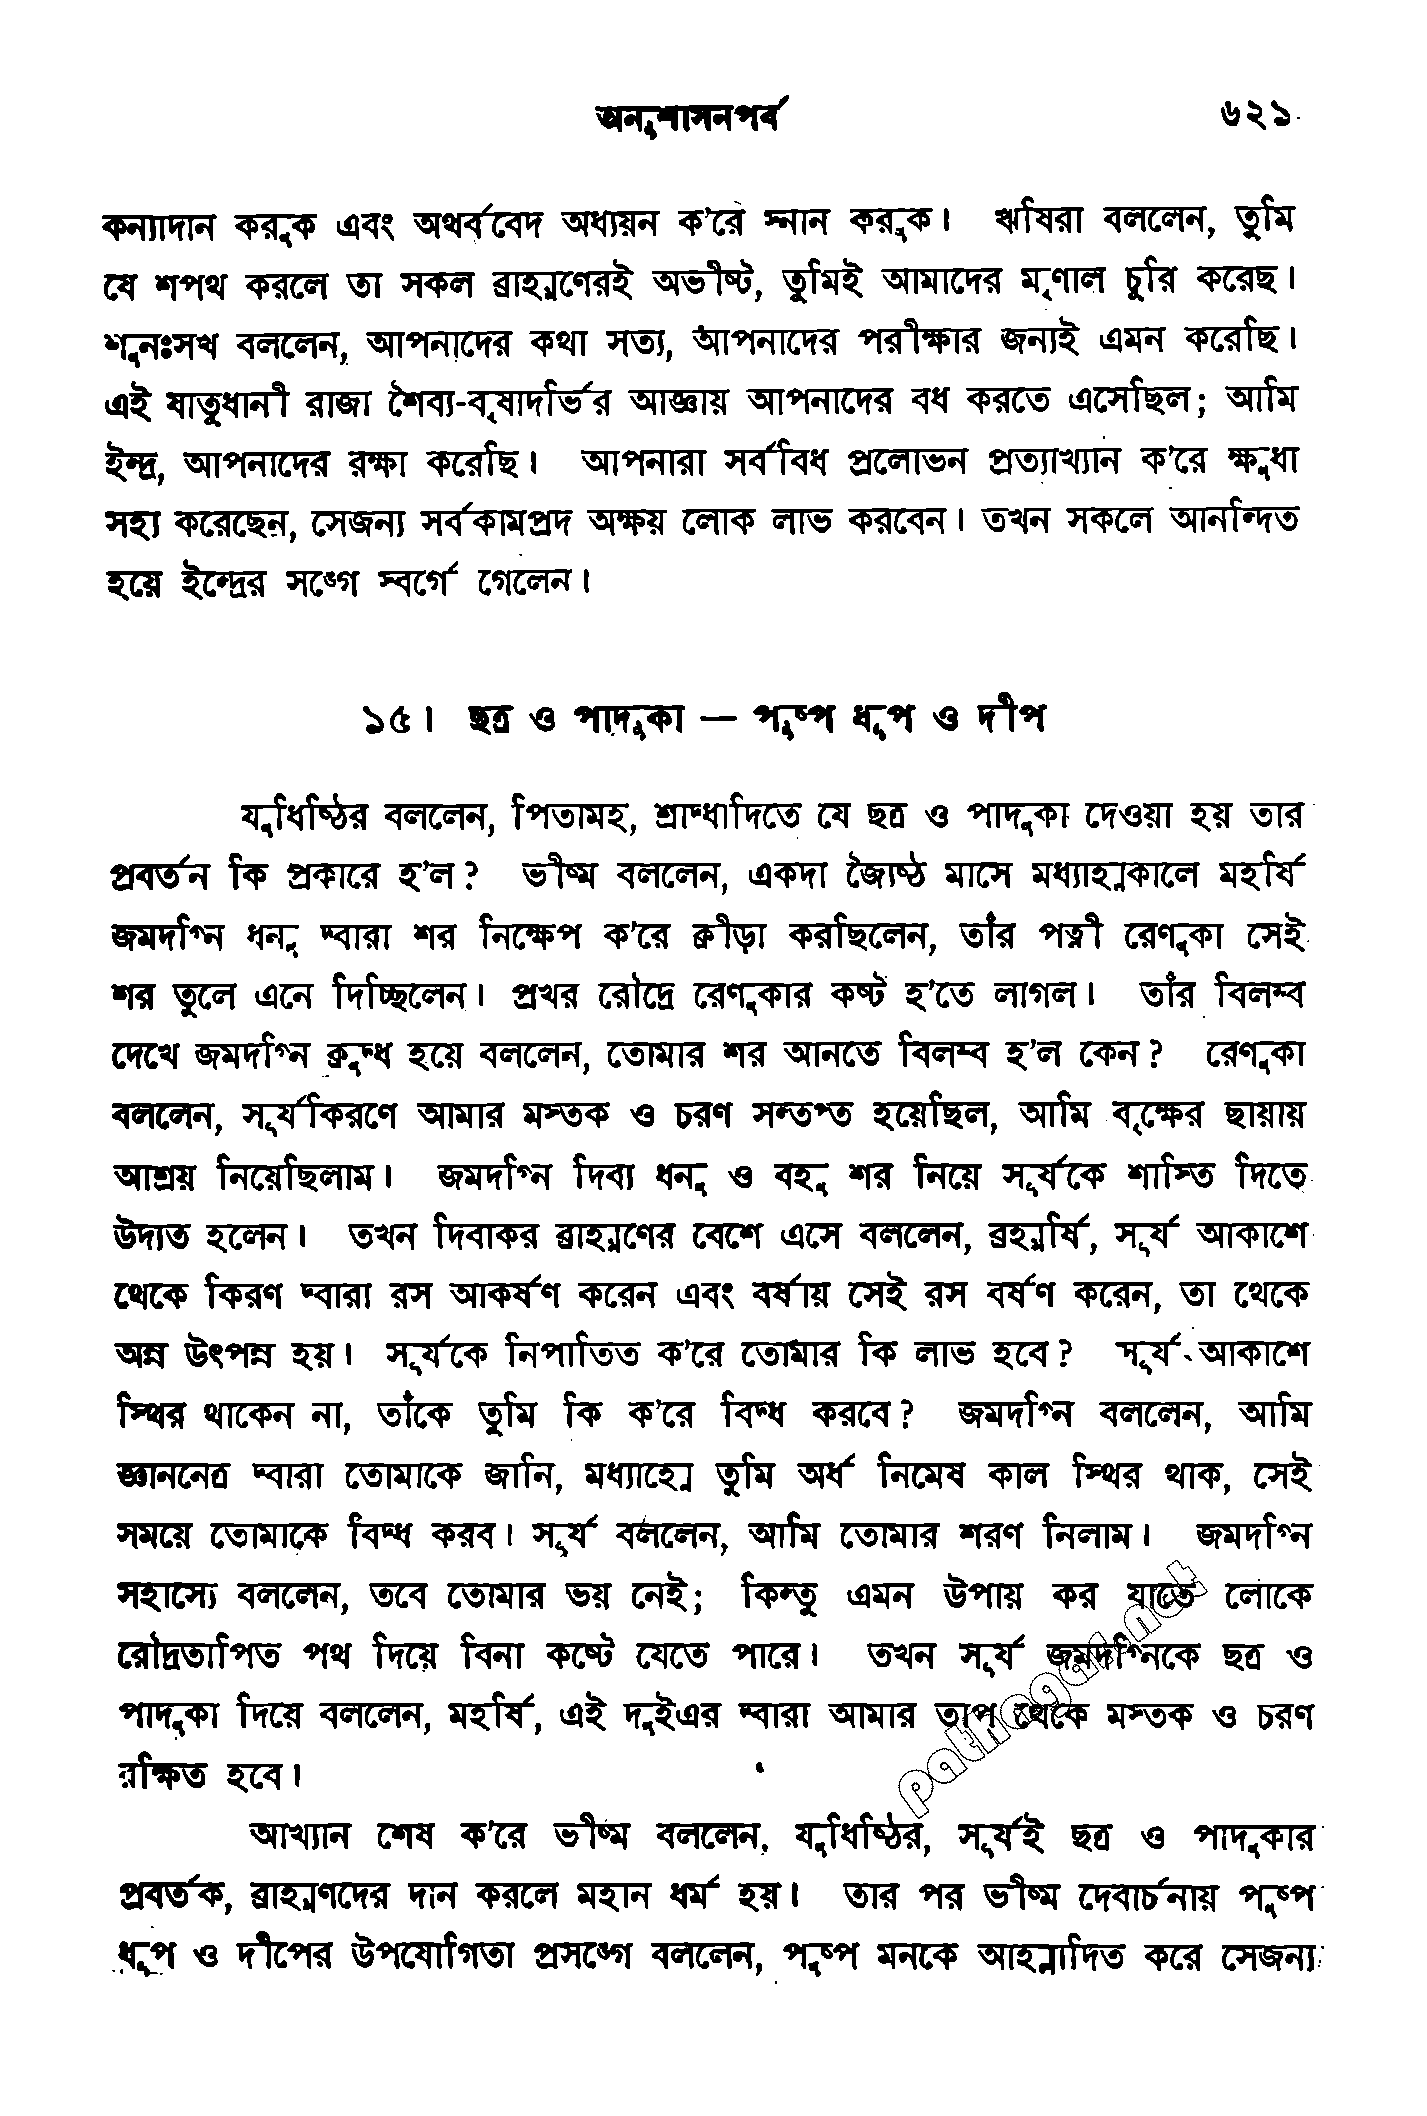 অনুশাসনপর্ব ৬২১
কন্যাদান করুক এবং অথর্ববেদ অধ্যয়ন ক'রে স্নান করুক। ঋষিরা বললেন, তুমি
যে শপথ করলে তা সকল ব্রাহ্মণেরই অভীষ্ট, তুমিই আমাদের মৃণাল চুরি করেছ।
শুনঃসখ বললেন, আপনাদের কথা সত্য, আপনাদের পরীক্ষার জন্যই এমন করেছি।
এই যাতুধানী রাজা শৈব্য-বৃষাদর্ভির আজ্ঞায় আপনাদের বধ করতে এসেছিল; আমি
ইন্দ্র, আপনাদের রক্ষা করেছি। আপনারা সর্ববিধ প্রলোভন প্রত্যাখ্যান ক'রে ক্ষুধা
সহ্য করেছেন, সেজন্য সর্বকামপ্রদ অক্ষয় লোক লাভ করবেন। তখন সকলে আনন্দিত
হয়ে ইন্দ্রের সঙ্গে স্বর্গে গেলেন।
১৫। ছত্র ও পাদুকা — পুষ্প ধূপ ও দীপ
যুধিষ্ঠির বললেন, পিতামহ, শ্রাদ্ধাদিতে যে ছত্র ও পাদুকা দেওয়া হয় তার
প্রবর্তন কি প্রকারে হ'ল? ভীষ্ম বললেন, একদা জ্যৈষ্ঠ মাসে মধ্যাহ্নকালে মহর্ষি
জমদগ্নি ধনু দ্বারা শর নিক্ষেপ ক'রে ক্রীড়া করছিলেন, তাঁর পত্নী রেণুকা সেই
শর তুলে এনে দিচ্ছিলেন। প্রখর রৌদ্রে রেণুকার কষ্ট হ'তে লাগল। তাঁর বিলম্ব
দেখে জমদগ্নি ক্রুদ্ধ হয়ে বললেন, তোমার শর আনতে বিলম্ব হ'ল কেন? রেণুকা
বললেন, সূর্যকিরণে আমার মস্তক ও চরণ সন্তপ্ত হয়েছিল, আমি বৃক্ষের ছায়ায়
আশ্রয় নিয়েছিলাম। জমদগ্নি দিব্য ধনু ও বহু শর নিয়ে সূর্যকে শাস্তি দিতে
উদ্যত হলেন। তখন দিবাকর ব্রাহ্মণের বেশে এসে বললেন, ব্রহ্মর্ষি, সূর্য আকাশে
থেকে কিরণ দ্বারা রস আকর্ষণ করেন এবং বর্ষায় সেই রস বর্ষণ করেন, তা থেকে
অন্ন উৎপন্ন হয়। সূর্যকে নিপাতিত ক'রে তোমার কি লাভ হবে? সূর্য আকাশে
স্থির থাকেন না, তাঁকে তুমি কি ক'রে বিদ্ধ করবে? জমদগ্নি বললেন, আমি
জ্ঞাননেত্র দ্বারা তোমাকে জানি, মধ্যাহ্নে তুমি অর্ধ নিমেষ কাল স্থির থাক, সেই
সময়ে তোমাকে বিদ্ধ করব। সূর্য বললেন, আমি তোমার শরণ নিলাম। জমদগ্নি
সহাস্যে বললেন, তবে তোমার ভয় নেই; কিন্তু এমন উপায় কর যাতে লোকে
রৌদ্রতাপিত পথ দিয়ে বিনা কষ্টে যেতে পারে। তখন সূর্য জমদগ্নিকে ছত্র ও
পাদুকা দিয়ে বললেন, মহর্ষি, এই দুইএর দ্বারা আমার তাপ থেকে মস্তক ও চরণ
রক্ষিত হবে।
আখ্যান শেষ ক'রে ভীষ্ম বললেন, যুধিষ্ঠির, সূর্যই ছত্র ও পাদুকার
প্রবর্তক, ব্রাহ্মণদের দান করলে মহান ধর্ম হয়। তার পর ভীষ্ম দেবার্চনায় পুষ্প
ধূপ ও দীপের উপযোগিতা প্রসঙ্গে বললেন, পুষ্প মনকে আহ্লাদিত করে সেজন্য
pathagar.net